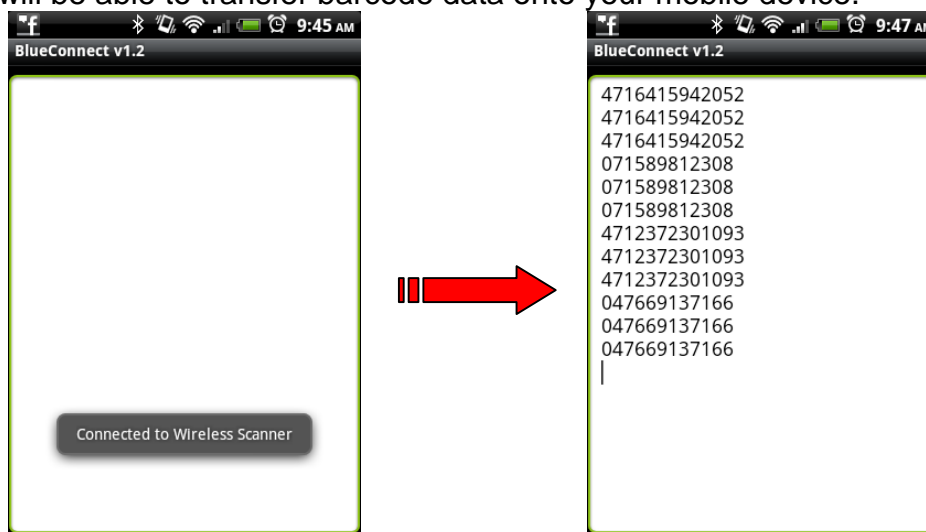 will be able to transfer barcode data onto your mobile device.
9:45 AM
BlueConnect v1.2
Connected to Wireless Scanner
9:47 AM
BlueConnect v1.2
4716415942052
4716415942052
4716415942052
071589812308
071589812308
071589812308
4712372301093
4712372301093
4712372301093
047669137166
047669137166
047669137166